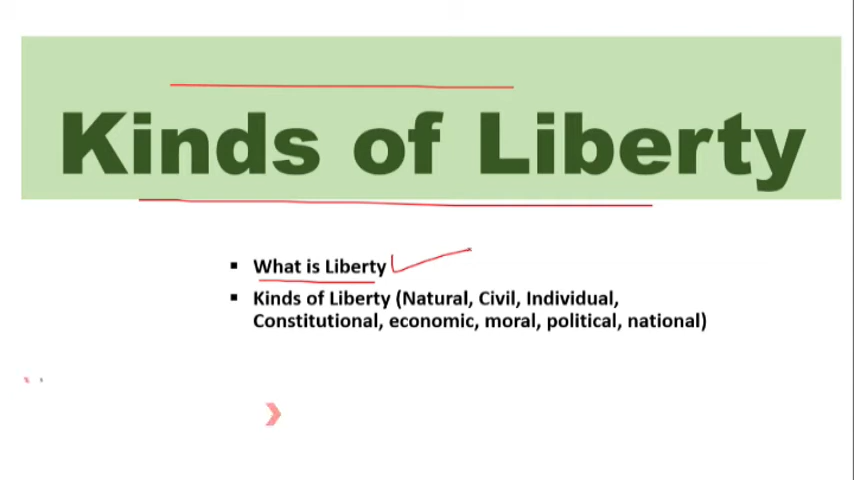 Kinds of Liberty
▪ What is Liberty
▪ Kinds of Liberty (Natural, Civil, Individual,
Constitutional, economic, moral, political, national)